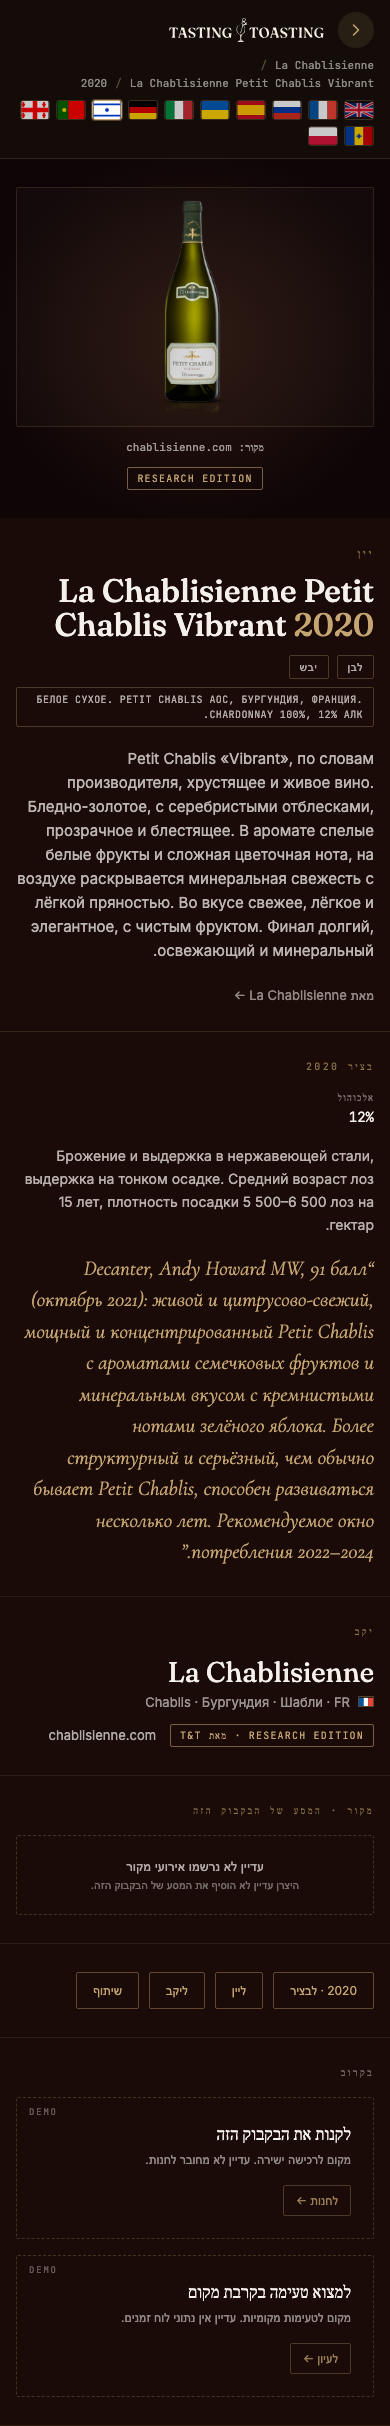 TASTING TOASTING
La Chablisienne /
La Chablisienne Petit Chablis Vibrant / 2020
PETIT CHABLIS
מקור: chablisienne.com
RESEARCH EDITION
יין
La Chablisienne Petit
Chablis Vibrant 2020
לבן
יבש
БЕЛОЕ СУХОЕ. PETIT CHABLIS AOC, БУРГУНДИЯ, ФРАНЦИЯ.
CHARDONNAY 100%, 12% АЛК.
Petit Chablis «Vibrant», по словам
производителя, хрустящее и живое вино.
Бледно-золотое, с серебристыми отблесками,
прозрачное и блестящее. В аромате спелые
белые фрукты и сложная цветочная нота, на
воздухе раскрывается минеральная свежесть с
лёгкой пряностью. Во вкусе свежее, лёгкое и
элегантное, с чистым фруктом. Финал долгий,
освежающий и минеральный.
מאת La Chablisienne ←
בציר 2020
אלכוהול
12%
Брожение и выдержка в нержавеющей стали,
выдержка на тонком осадке. Средний возраст лоз
15 лет, плотность посадки 5 500–6 500 лоз на
гектар.
“Decanter, Andy Howard MW, 91 балл
(октябрь 2021): живой и цитрусово-свежий,
мощный и концентрированный Petit Chablis
с ароматами семечковых фруктов и
минеральным вкусом с кремнистыми
нотами зелёного яблока. Более
структурный и серьёзный, чем обычно
бывает Petit Chablis, способен развиваться
несколько лет. Рекомендуемое окно
потребления 2022–2024.”
יקב
La Chablisienne
Chablis · Бургундия · Шабли · FR
מאת T&T · RESEARCH EDITION
chablisienne.com
מקור · המסע של הבקבוק הזה
עדיין לא נרשמו אירועי מקור
היצרן עדיין לא הוסיף את המסע של הבקבוק הזה.
לבציר · 2020
ליין
ליקב
שיתוף
בקרוב
DEMO
לקנות את הבקבוק הזה
מקום לרכישה ישירה. עדיין לא מחובר לחנות.
לחנות ←
DEMO
למצוא טעימה בקרבת מקום
מקום לטעימות מקומיות. עדיין אין נתוני לוח זמנים.
לעיון ←